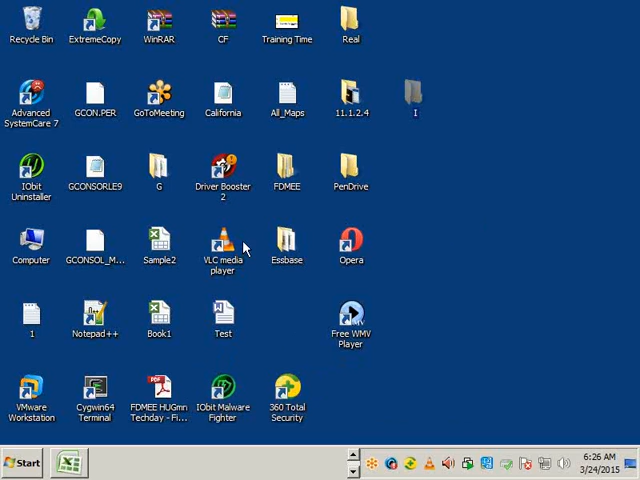 Recycle Bin
ExtremeCopy
WinRAR
CF
Training Time
Real
Advanced
SystemCare 7
GCON.PER
GoToMeeting
California
All_Maps
11.1.2.4
I
IObit
Uninstaller
GCONSORLE9
G
Driver Booster
2
FDMEE
PenDrive
Computer
GCONSOL_M...
Sample2
VLC media
player
Essbase
Opera
1
Notepad++
Book1
Test
Free WMV
Player
VMware
Workstation
Cygwin64
Terminal
FDMEE HUGmn
Techday - Fi...
IObit Malware
Fighter
360 Total
Security
Start
6:26 AM
3/24/2015